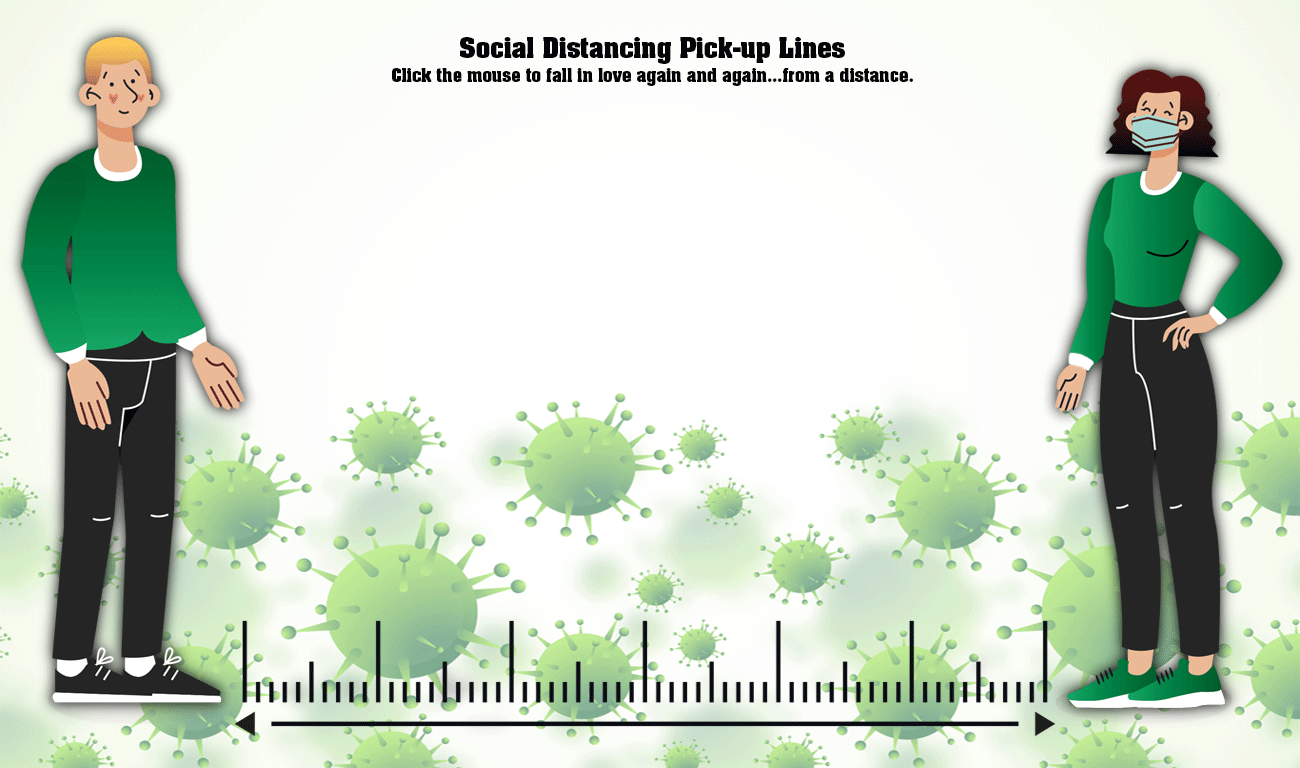 Social Distancing Pick-up Lines
Click the mouse to fall in love again and again...from a distance.